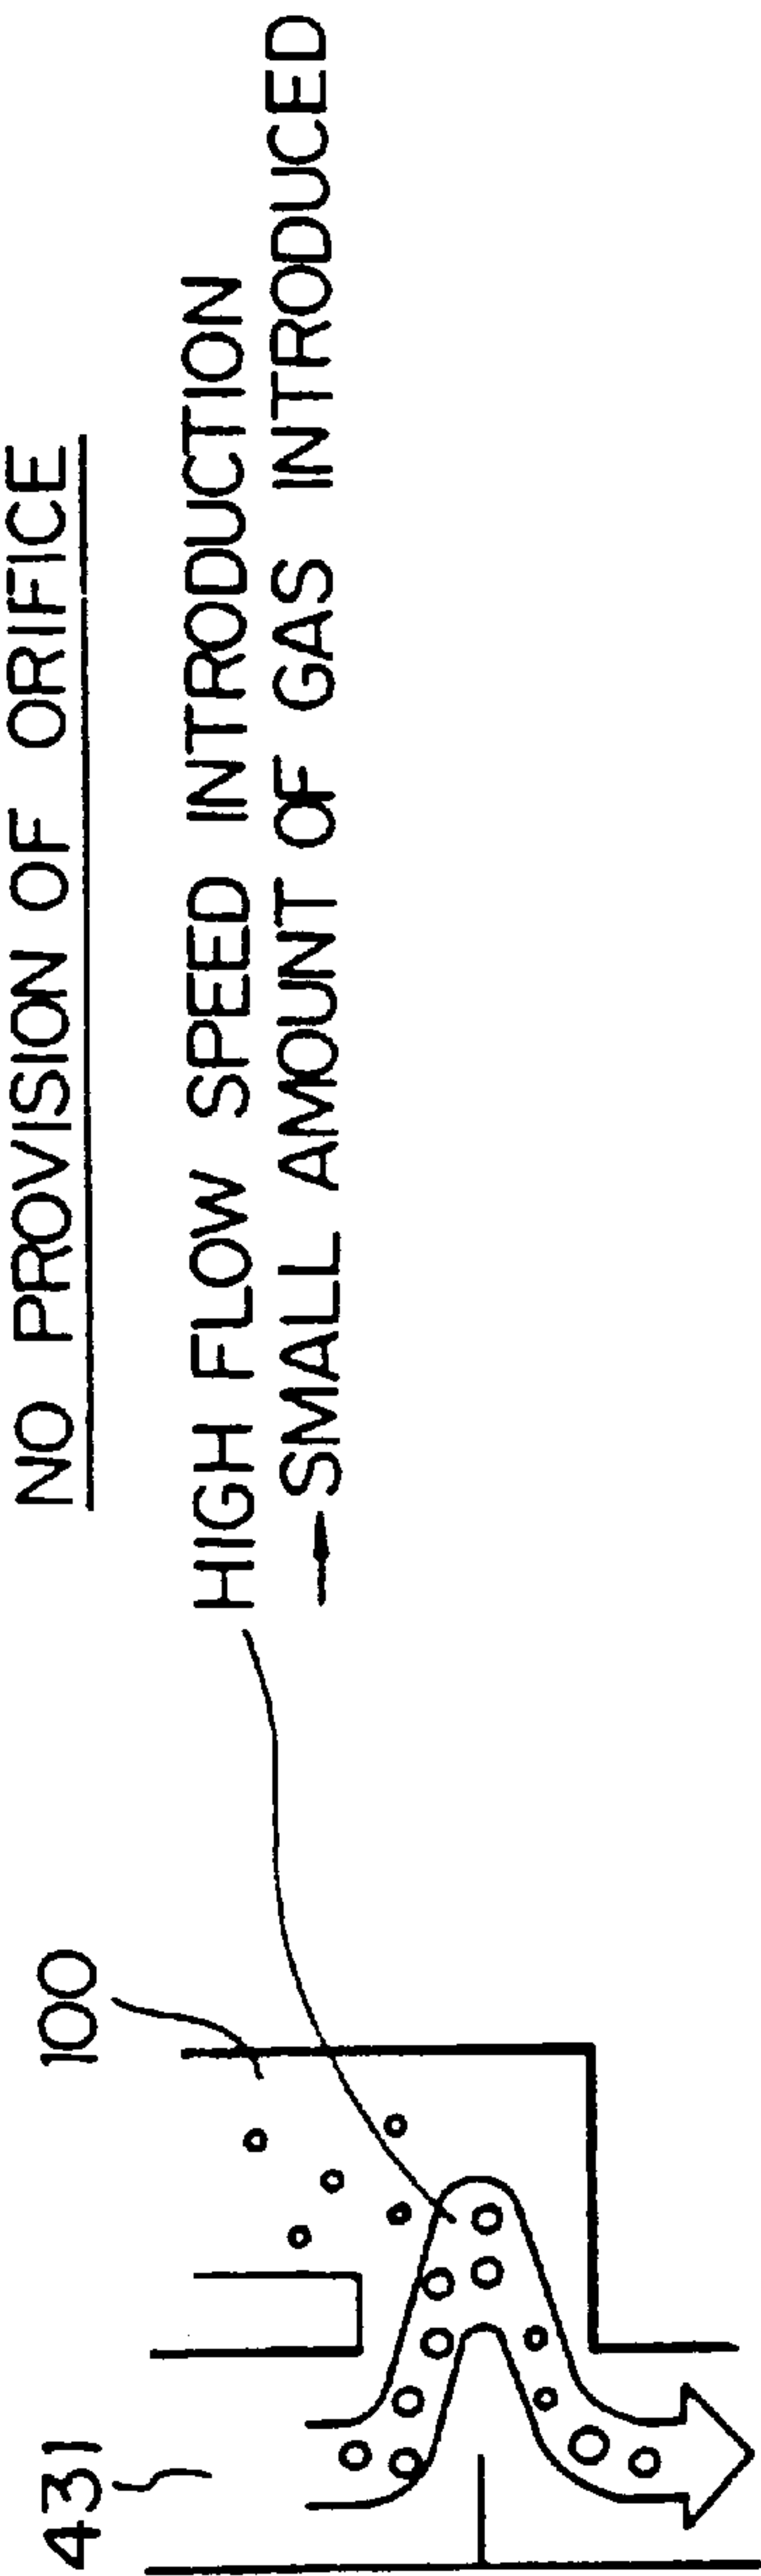 NO PROVISION OF ORIFICE
HIGH FLOW SPEED INTRODUCTION
→ SMALL AMOUNT OF GAS INTRODUCED
100
431